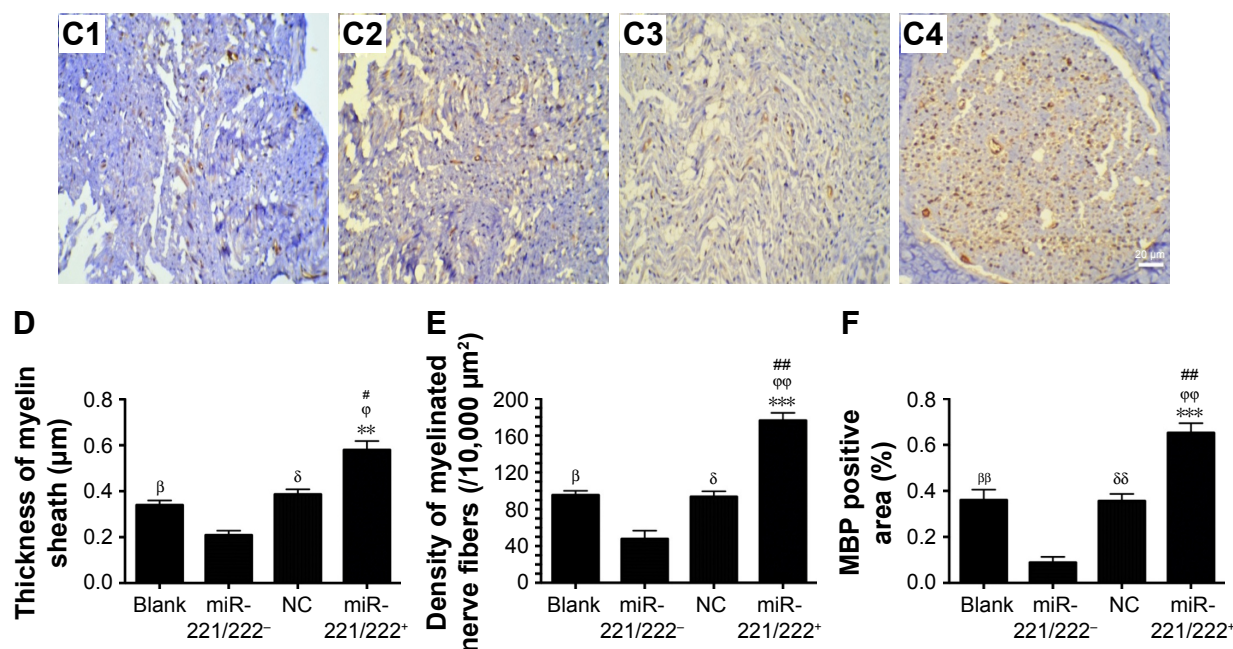 C1
C2
C3
C4
20 µm
D
Thickness of myelin
sheath (µm)
0.8
0.6
0.4
0.2
0.0
β
δ
#
φ
**
Blank
miR-
221/222⁻
NC
miR-
221/222⁺
E
Density of myelinated
nerve fibers (/10,000 µm²)
200
160
120
80
40
0
β
δ
##
φφ
***
Blank
miR-
221/222⁻
NC
miR-
221/222⁺
F
MBP positive
area (%)
0.8
0.6
0.4
0.2
0.0
ββ
δδ
##
φφ
***
Blank
miR-
221/222⁻
NC
miR-
221/222⁺